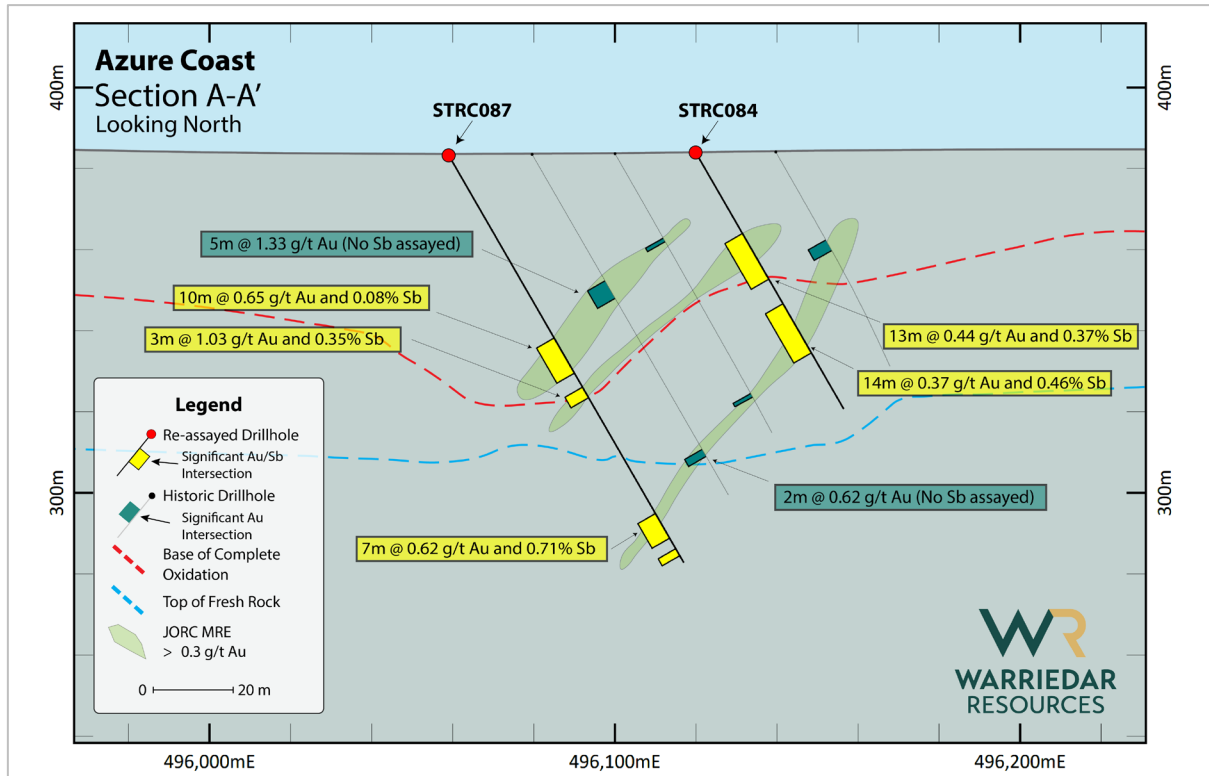 Azure Coast
Section A-A'
Looking North
400m
400m
STRC087
STRC084
5m @ 1.33 g/t Au (No Sb assayed)
10m @ 0.65 g/t Au and 0.08% Sb
3m @ 1.03 g/t Au and 0.35% Sb
13m @ 0.44 g/t Au and 0.37% Sb
14m @ 0.37 g/t Au and 0.46% Sb
300m
300m
2m @ 0.62 g/t Au (No Sb assayed)
7m @ 0.62 g/t Au and 0.71% Sb
Legend
Re-assayed Drillhole
Significant Au/Sb
Intersection
Historic Drillhole
Significant Au
Intersection
Base of Complete
Oxidation
Top of Fresh Rock
JORC MRE
> 0.3 g/t Au
0 20 m
WR
WARRIEDAR
RESOURCES
496,000mE
496,100mE
496,200mE